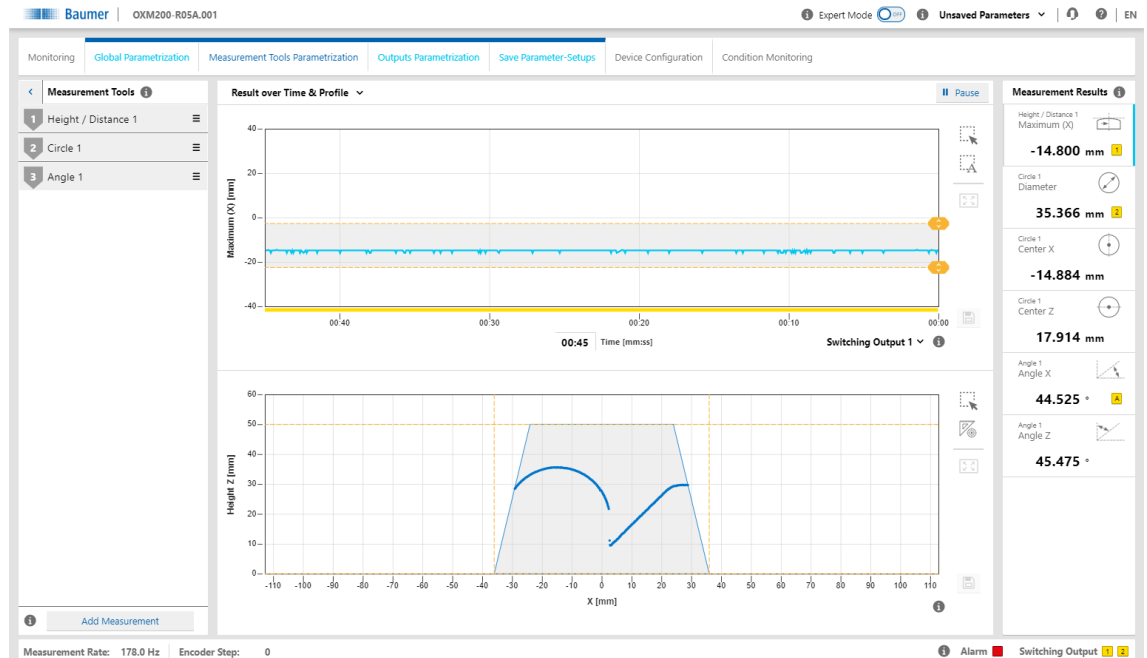 Baumer OXM200-R05A.001 Expert Mode OFF Unsaved Parameters EN
Monitoring Global Parametrization Measurement Tools Parametrization Outputs Parametrization Save Parameter-Setups Device Configuration Condition Monitoring
Measurement Tools
1 Height / Distance 1
2 Circle 1
3 Angle 1
Add Measurement
Result over Time & Profile
Pause
Maximum (X) [mm]
40
20
0
-20
-40
00:40 00:30 00:20 00:10 00:00
00:45 Time [mm:ss]
Switching Output 1
A
Height Z [mm]
60
50
40
30
20
10
0
-110 -100 -90 -80 -70 -60 -50 -40 -30 -20 -10 0 10 20 30 40 50 60 70 80 90 100 110
X [mm]
Measurement Results
Height / Distance 1
Maximum (X)
-14.800 mm 1
Circle 1
Diameter
35.366 mm 2
Circle 1
Center X
-14.884 mm
Circle 1
Center Z
17.914 mm
Angle 1
Angle X
44.525 ° A
Angle 1
Angle Z
45.475 °
Measurement Rate: 178.0 Hz Encoder Step: 0
Alarm Switching Output 1 2